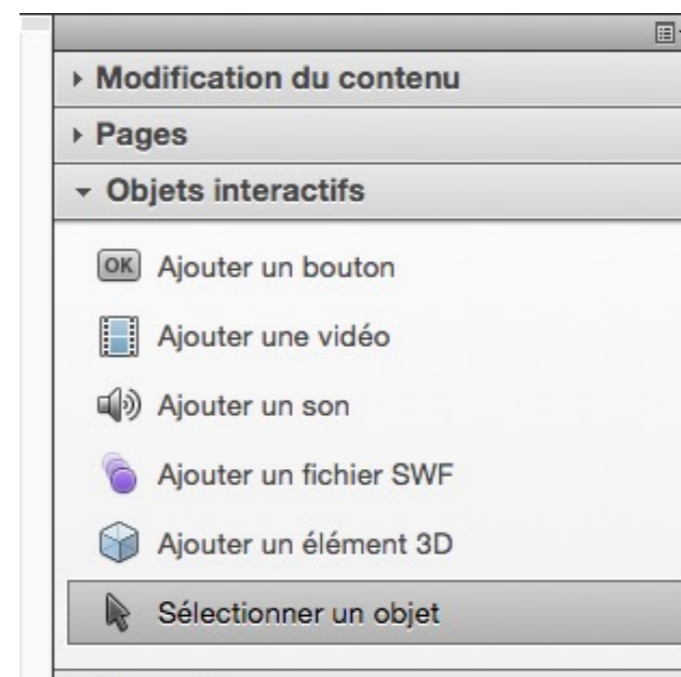 Modification du contenu
Pages
Objets interactifs
OK Ajouter un bouton
Ajouter une vidéo
Ajouter un son
Ajouter un fichier SWF
Ajouter un élément 3D
Sélectionner un objet